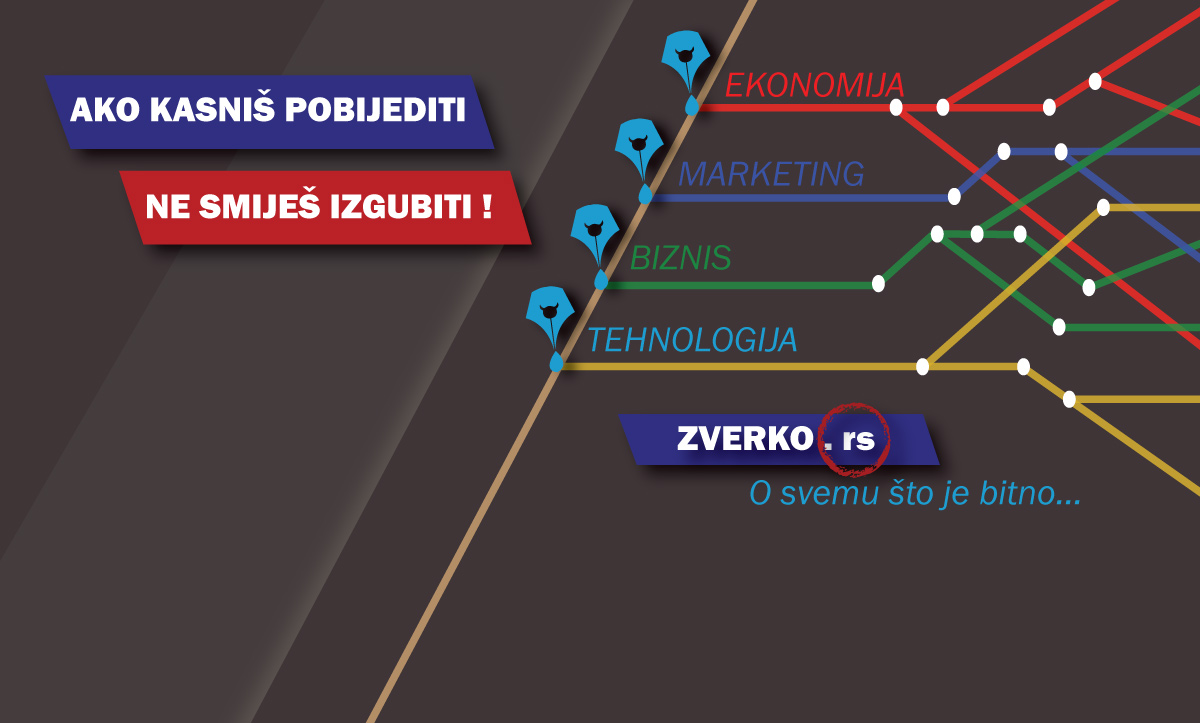 AKO KASNIŠ POBIJEDITI
NE SMIJEŠ IZGUBITI !
EKONOMIJA
MARKETING
BIZNIS
TEHNOLOGIJA
ZVERKO . rs
O svemu što je bitno...